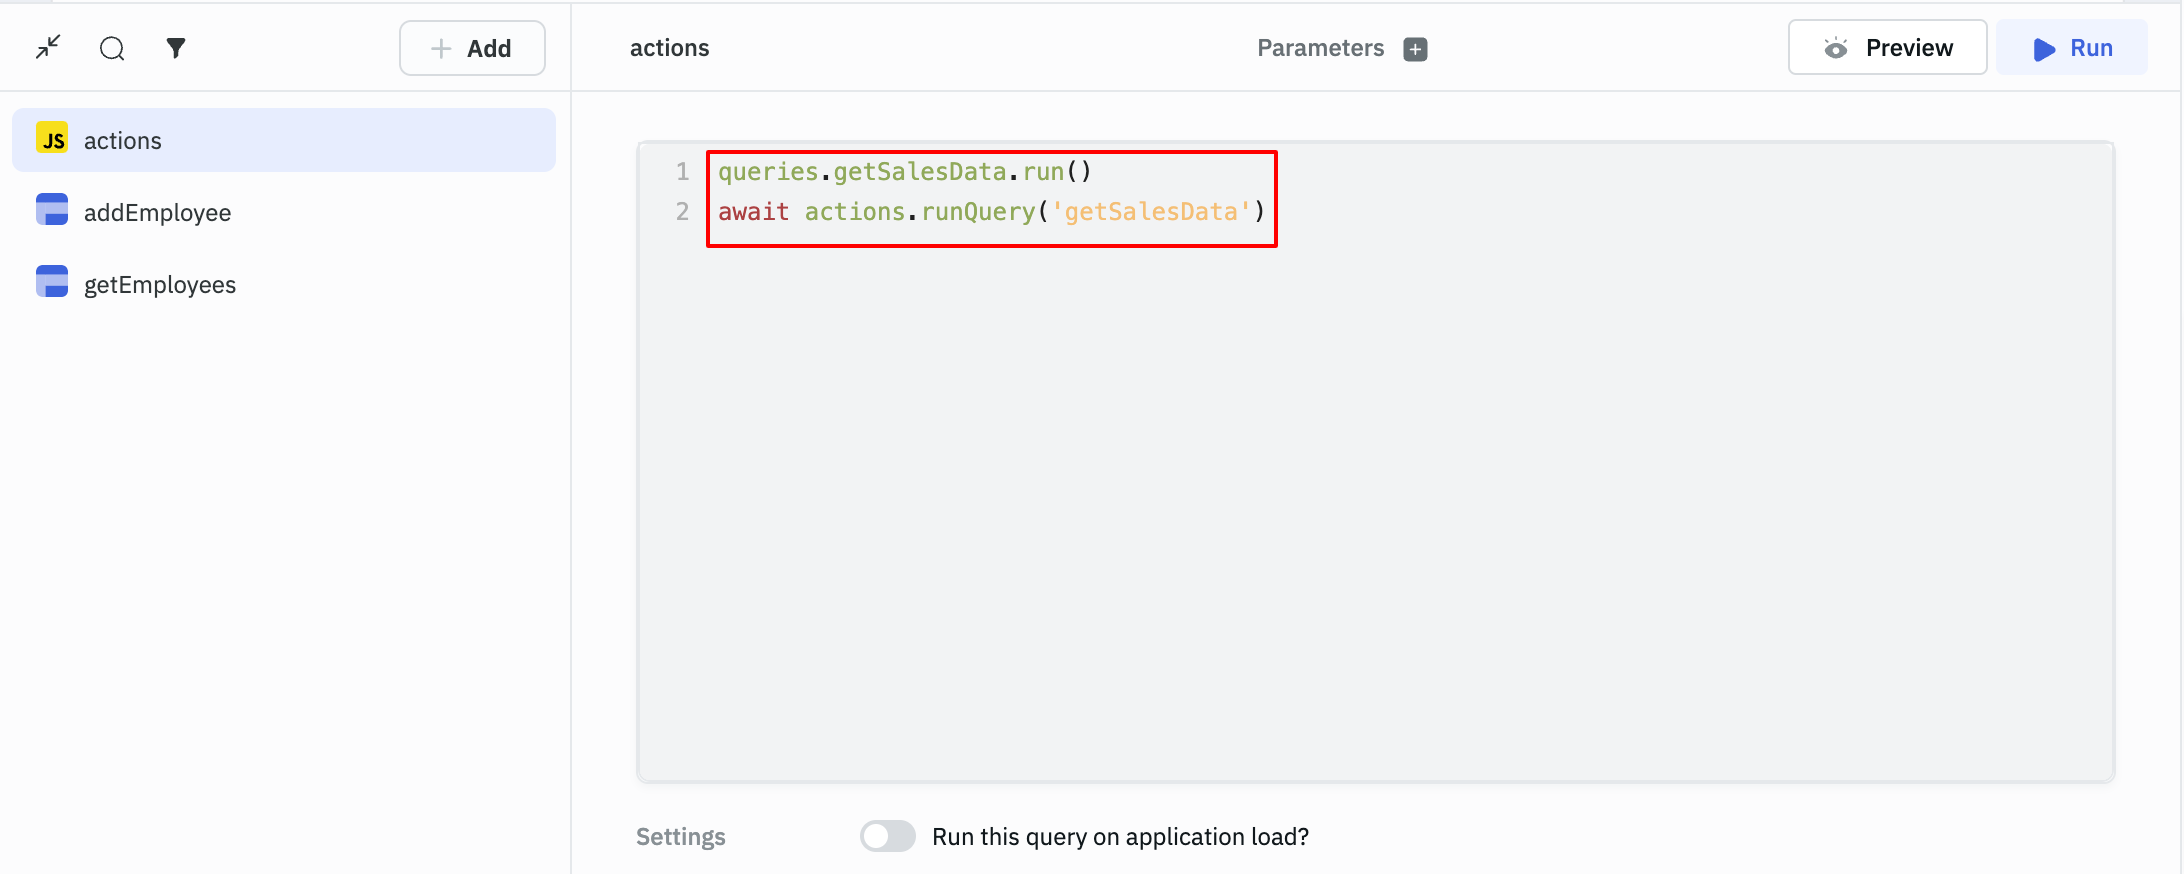 Add
actions
Parameters
Preview
Run
JS actions
addEmployee
getEmployees
1 queries.getSalesData.run()
2 await actions.runQuery('getSalesData')
Settings
Run this query on application load?